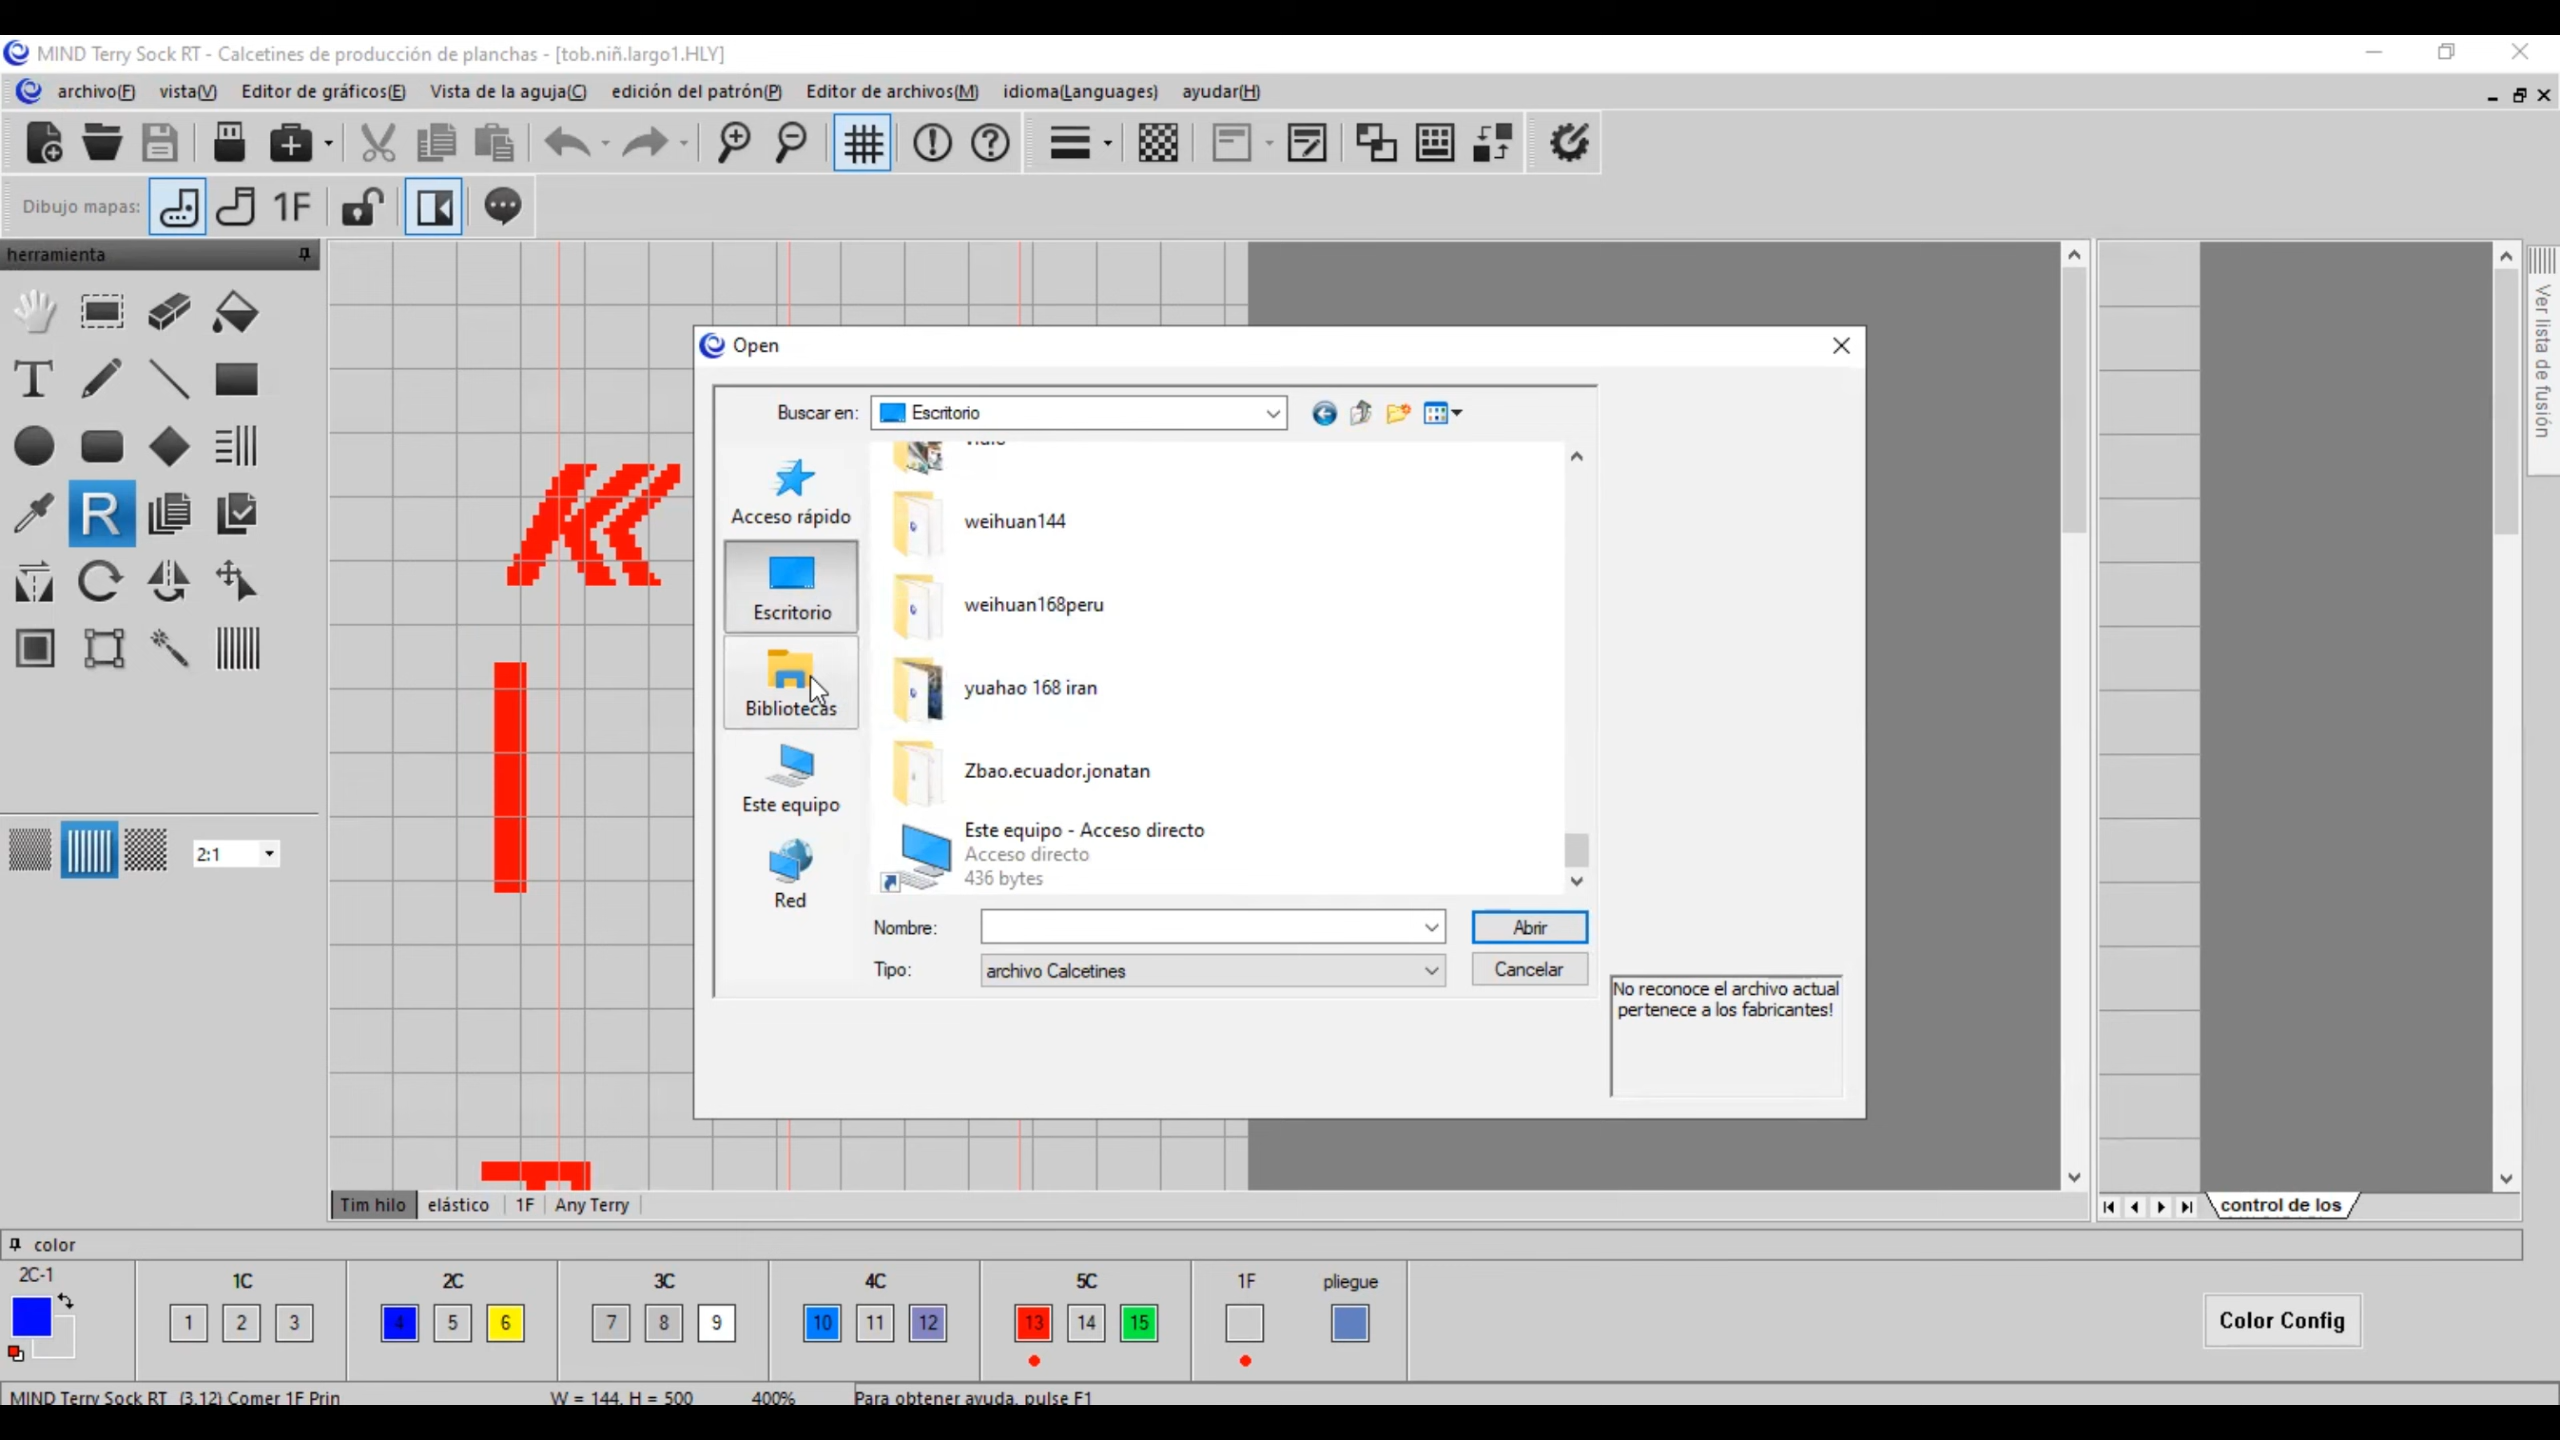 MIND Terry Sock RT - Calcetines de producción de planchas - [tob.niñ.largo1.HLY]
archivo(F) vista(V) Editor de gráficos(E) Vista de la aguja(C) edición del patrón(P) Editor de archivos(M) idioma(Languages) ayudar(H)
Dibujo mapas: 1F
herramienta
T
R
2:1
Open
Buscar en: Escritorio
Acceso rápido
Escritorio
Bibliotecas
Este equipo
Red
weihuan144
weihuan168peru
yuahao 168 iran
Zbao.ecuador.jonatan
Este equipo - Acceso directo
Acceso directo
436 bytes
Nombre: Abrir
Tipo: archivo Calcetines Cancelar
No reconoce el archivo actual
pertenece a los fabricantes!
Ver lista de fusión
Tim hilo elástico 1F Any Terry
control de los
color
2C-1 1C 2C 3C 4C 5C 1F pliegue
1 2 3 4 5 6 7 8 9 10 11 12 13 14 15
Color Config
MIND Terry Sock RT (3.12) Comer 1F Prin W = 144, H = 500 400% Para obtener ayuda, pulse F1